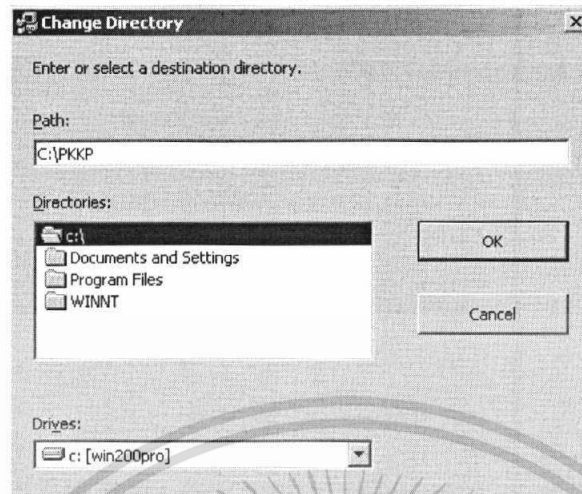 Change Directory
Enter or select a destination directory.
Path:
C:\PKKP
Directories:
c:\
Documents and Settings
Program Files
WINNT
OK
Cancel
Drives:
c: [win200pro]